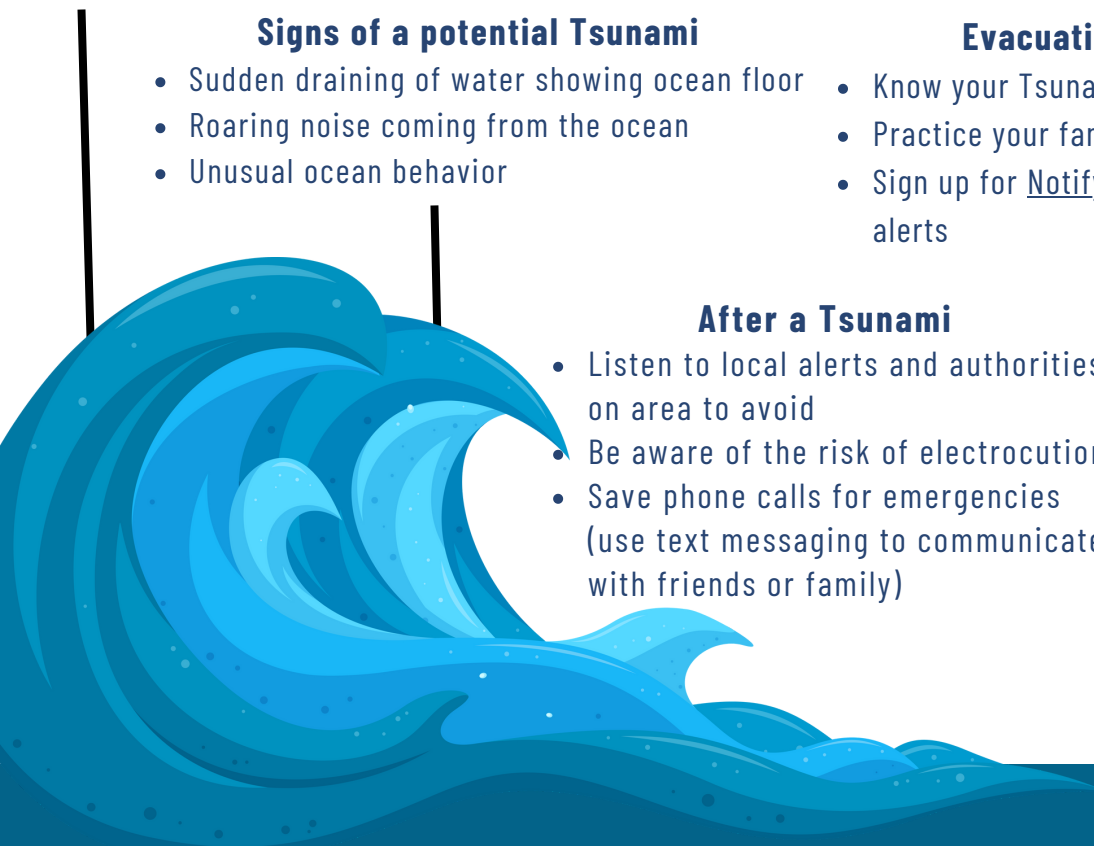 Signs of a potential Tsunami
• Sudden draining of water showing ocean floor
• Roaring noise coming from the ocean
• Unusual ocean behavior
• Know your
• Practice your
• Sign up for
alerts
After a Tsunami
• Listen to local alerts and authorities
on area to avoid
• Be aware of the risk of
• Save phone calls for emergencies
(use text messaging to communicate
with friends or family)